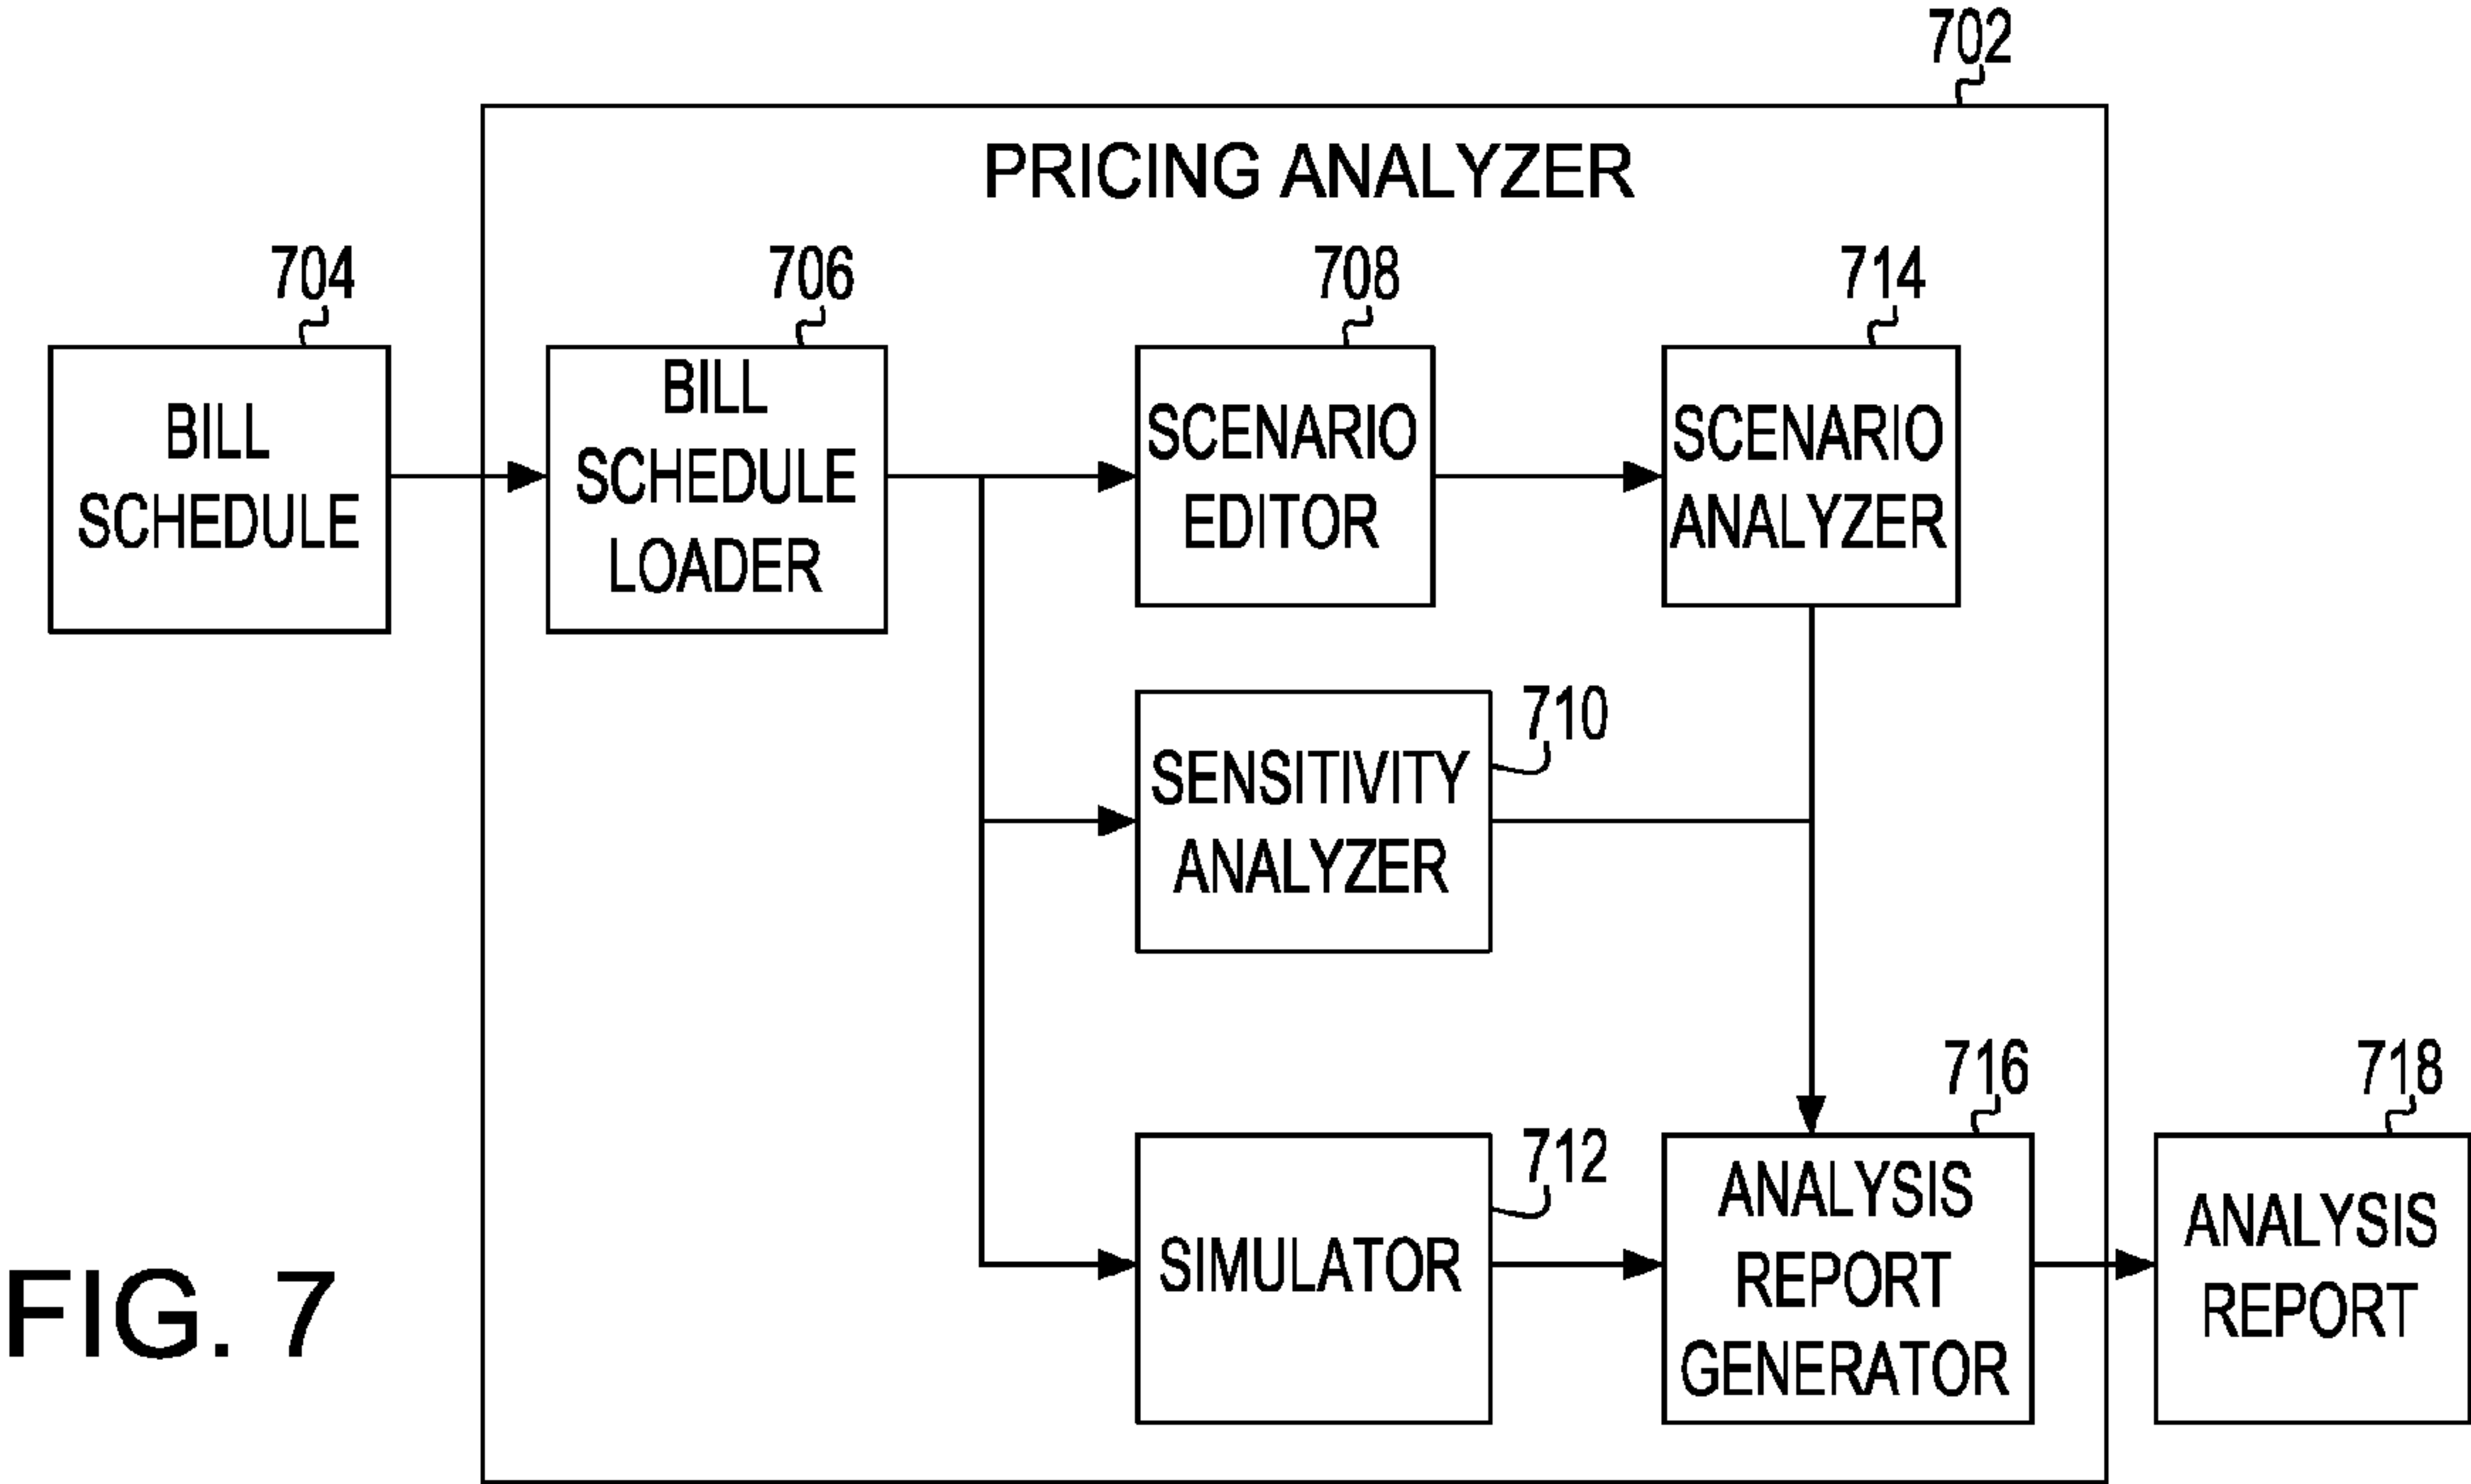 702
PRICING ANALYZER
704
706
708
714
BILL
SCHEDULE
BILL
SCHEDULE
LOADER
SCENARIO
EDITOR
SCENARIO
ANALYZER
710
SENSITIVITY
ANALYZER
712
716
718
SIMULATOR
ANALYSIS
REPORT
GENERATOR
ANALYSIS
REPORT
FIG. 7